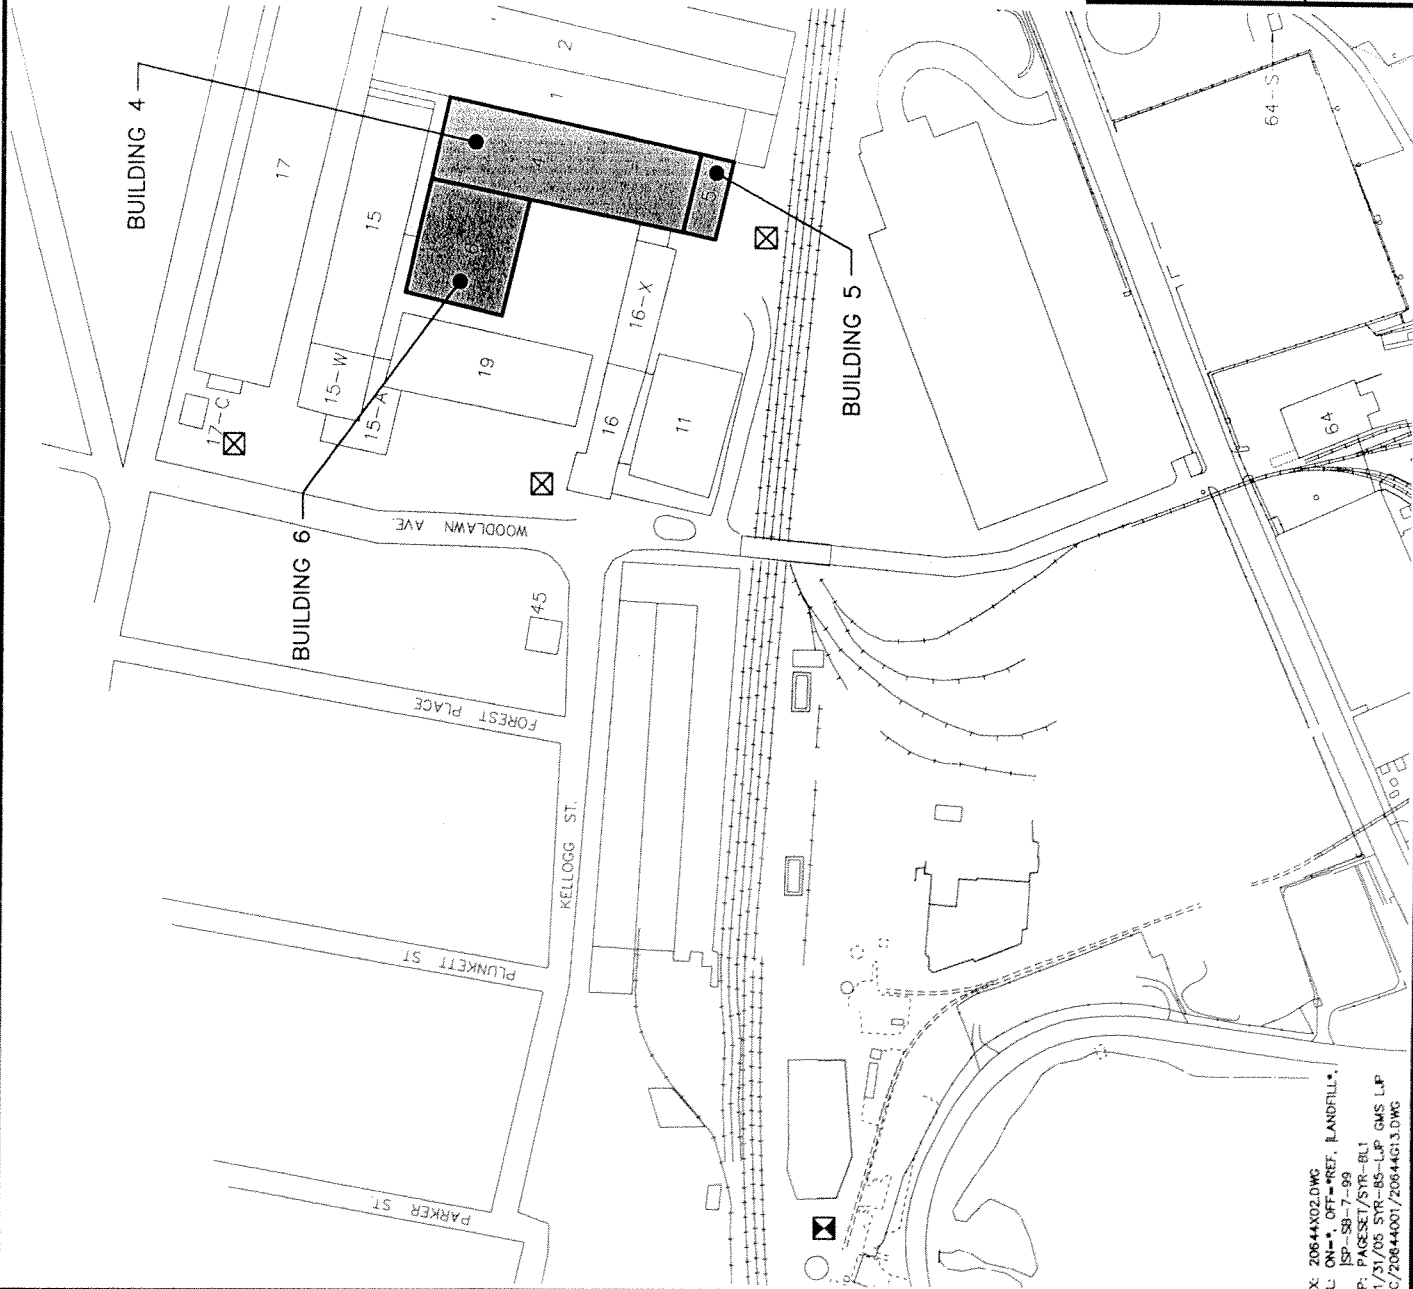 BUILDING 4
BUILDING 5
BUILDING 6
17
2
1
15
4
5
6
15-W
15-A
17-C
19
16-X
16
11
45
64-S
64
WOODLAWN AVE.
FOREST PLACE
KELLOGG ST.
PLUNKETT ST.
PARKER ST.
X: 20644X02.DWG
L: ON=*, OFF=*REF, |LANDFILL*,
|SP-SB-7-99
P: PAGESET/SYR-BL1
1/31/05 SYR-85-LJP GMS LJP
C/20644001/20644G13.DWG